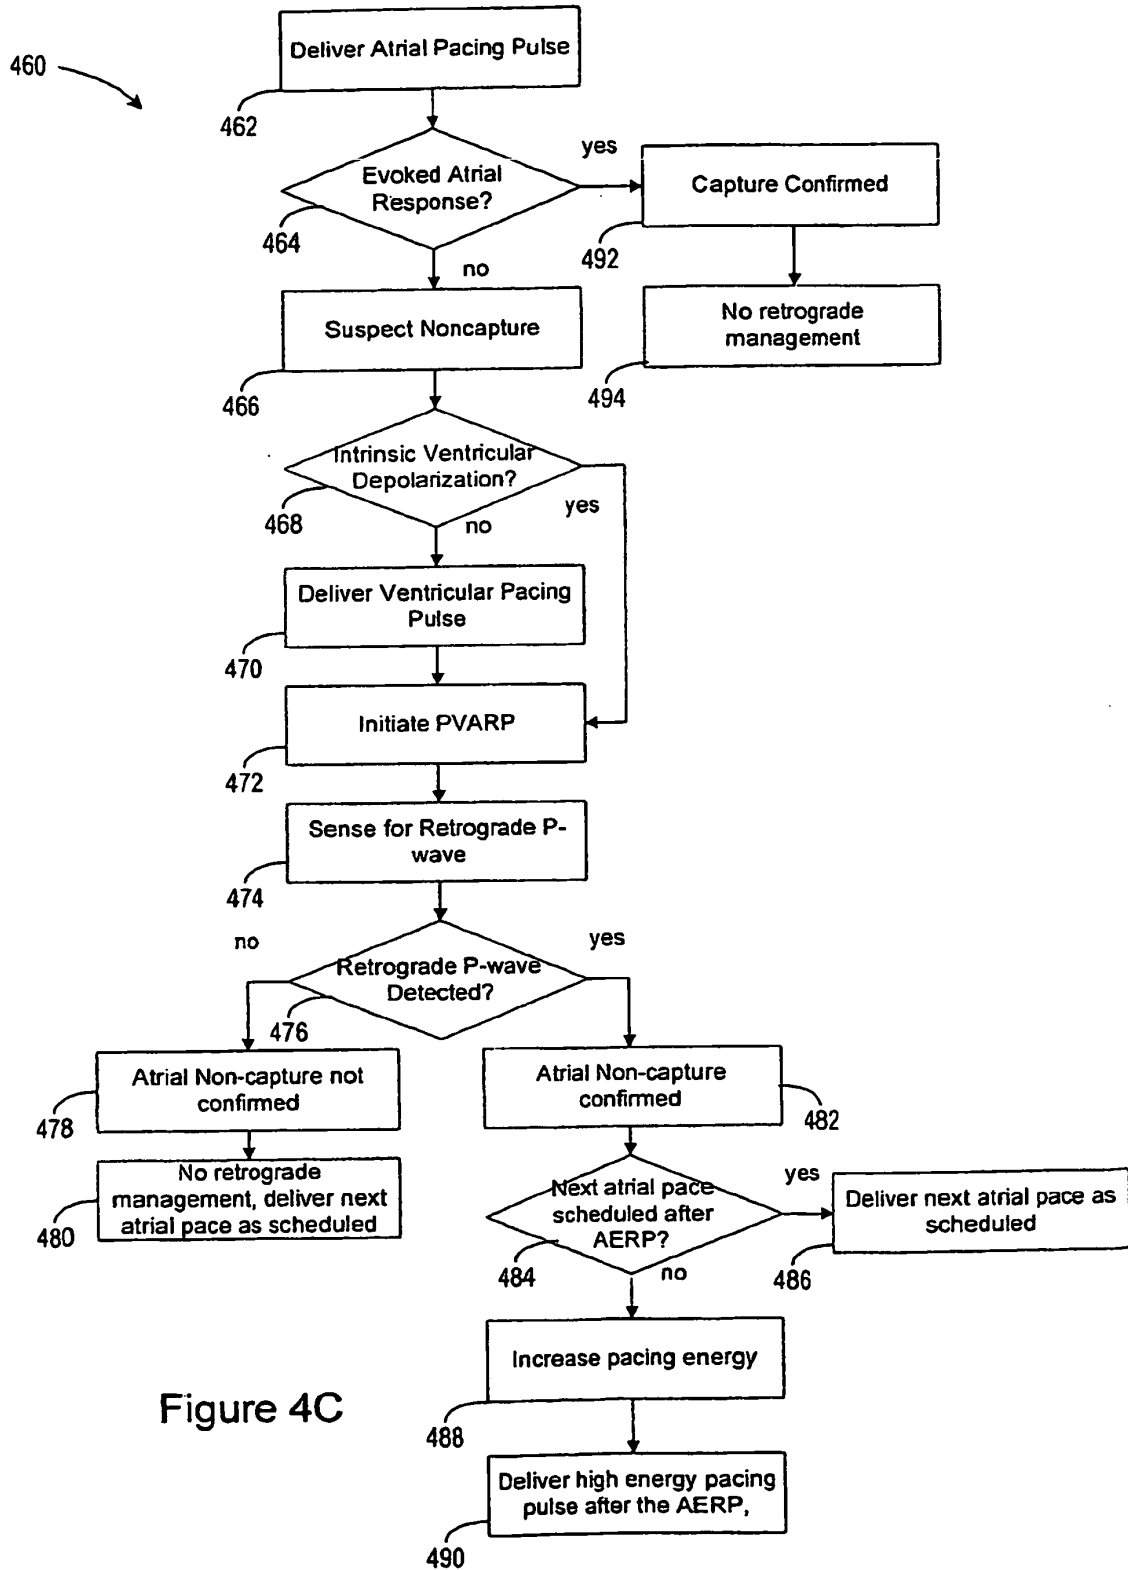 Deliver Atrial Pacing Pulse
460
462
Evoked Atrial
Response?
yes
464
no
Capture Confirmed
492
No retrograde
management
494
Suspect Noncapture
466
Intrinsic Ventricular
Depolarization?
468
no
yes
Deliver Ventricular Pacing
Pulse
470
Initiate PVARP
472
Sense for Retrograde P-
wave
474
no
yes
Retrograde P-wave
Detected?
476
Atrial Non-capture not
confirmed
478
No retrograde
management, deliver next
atrial pace as scheduled
480
Atrial Non-capture
confirmed
482
Next atrial pace
scheduled after
AERP?
484
yes
no
Deliver next atrial pace as
scheduled
486
Increase pacing energy
488
Deliver high energy pacing
pulse after the AERP,
490
Figure 4C